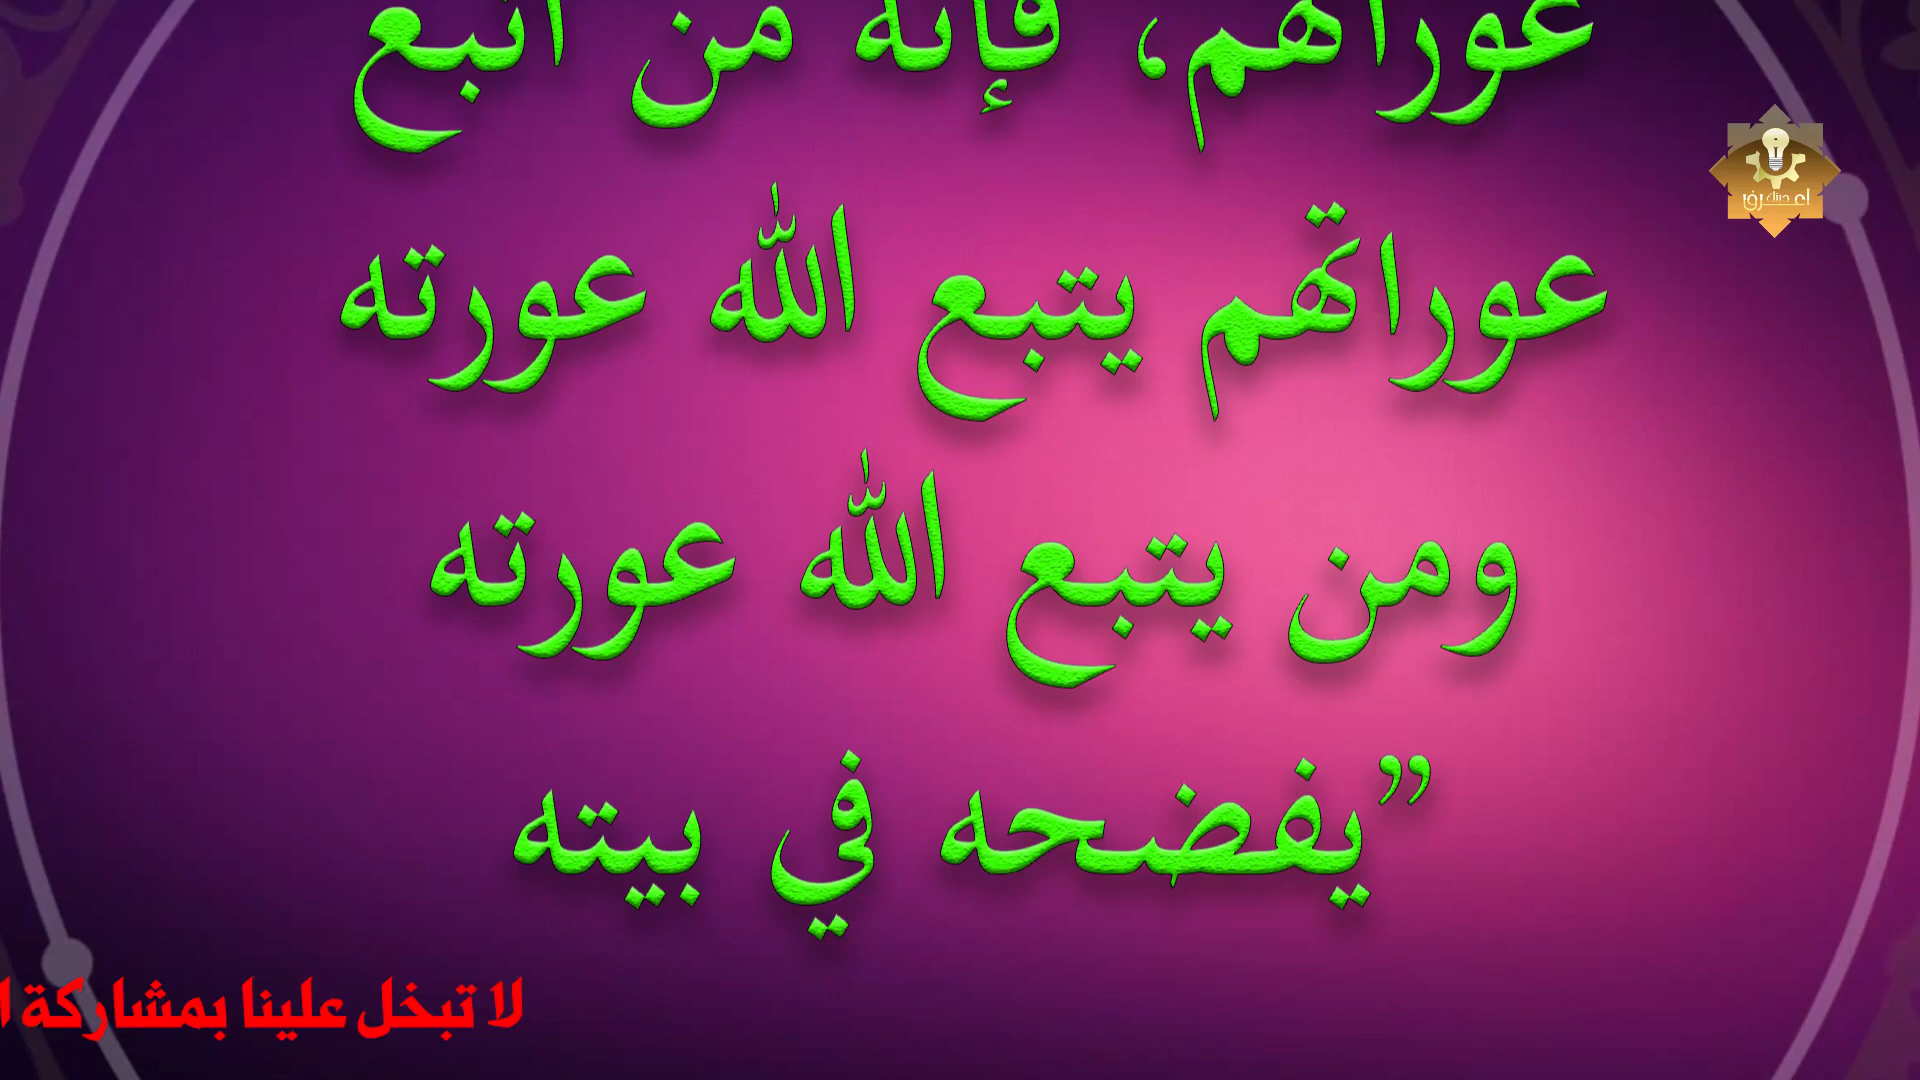 عوراتهم، فإنه من اتبع
عوراتهم يتبع الله عورته
ومن يتبع الله عورته
”يفضحه في بيته
لا تبخل علينا بمشاركة ا